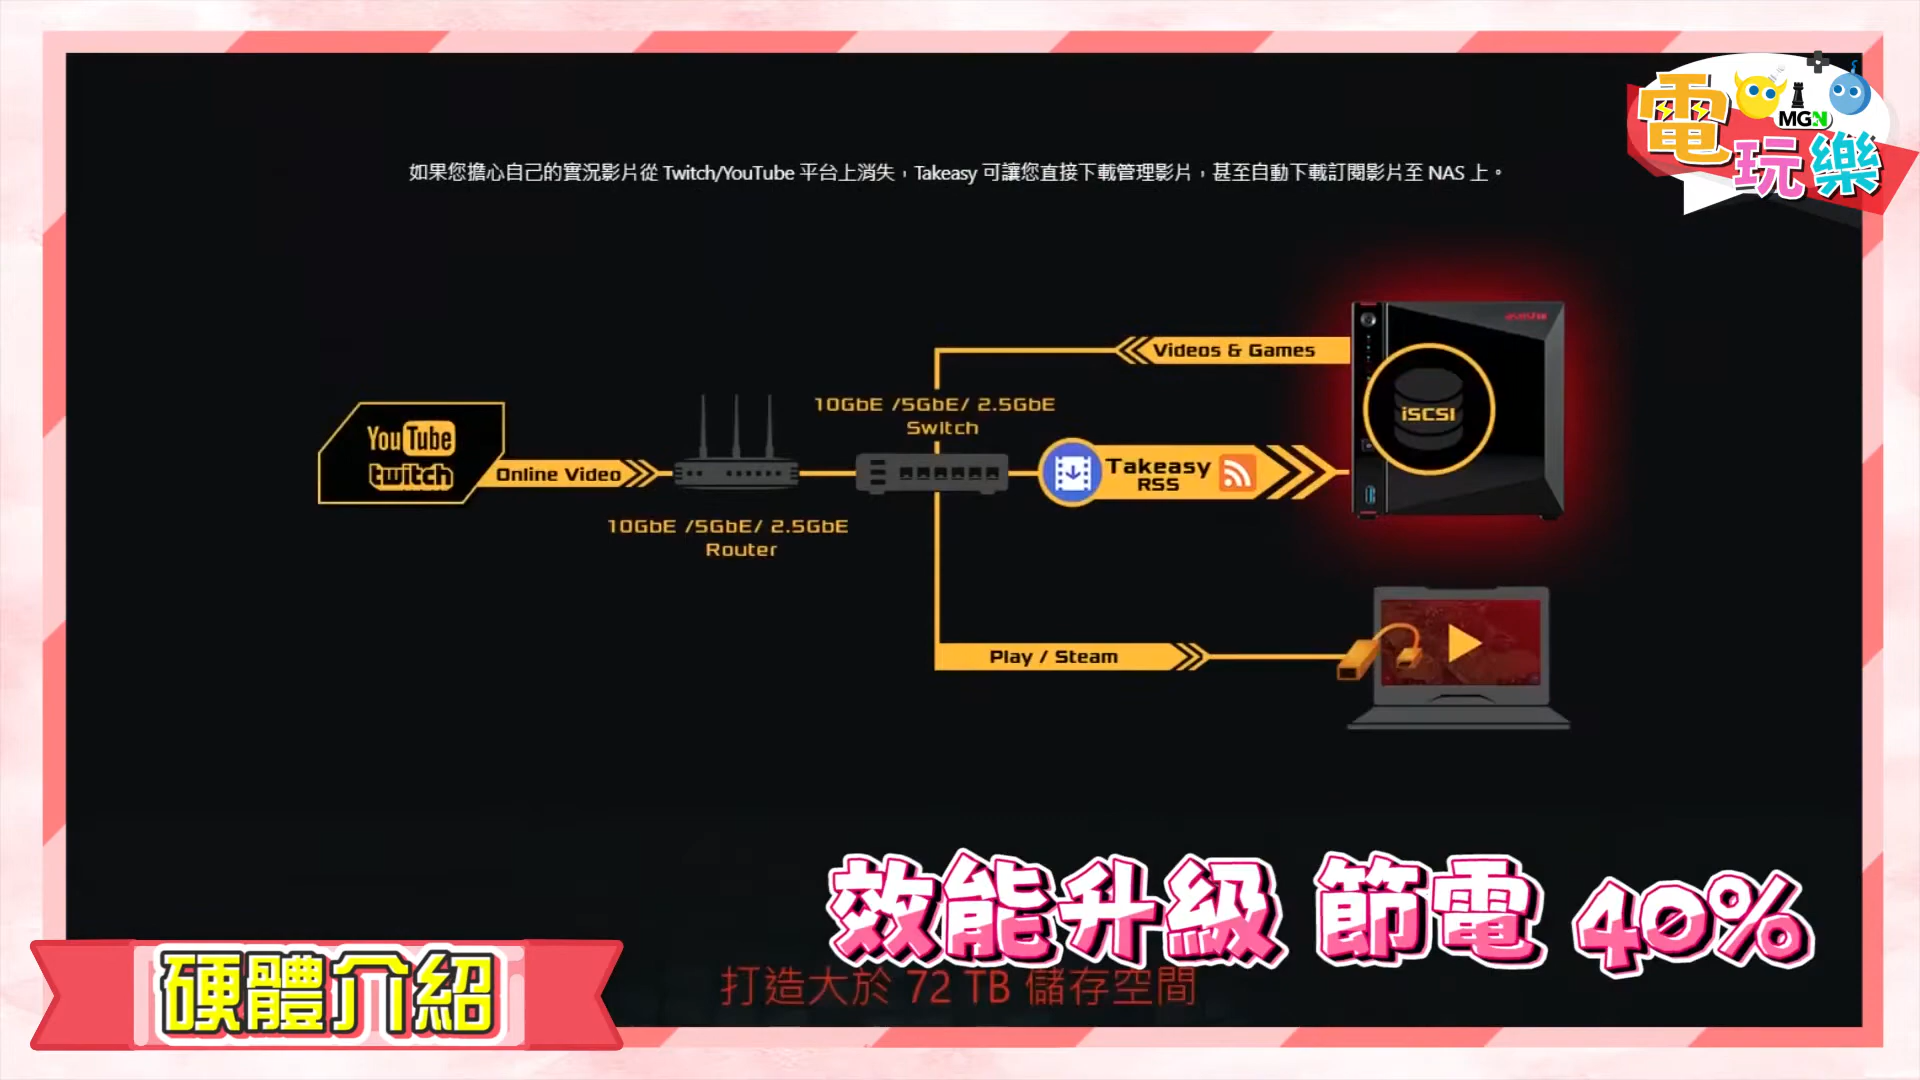 電玩樂
MGN
如果您擔心自己的實況影片從 Twitch/YouTube 平台上消失，Takeasy 可讓您直接下載管理影片，甚至自動下載訂閱影片至 NAS 上。
Videos & Games
10GbE /5GbE/ 2.5GbE
Switch
iSCSI
YouTube
twitch
Online Video
Takeasy
RSS
10GbE /5GbE/ 2.5GbE
Router
Play / Steam
效能升級 節電 40%
打造大於 72 TB 儲存空間
硬體介紹